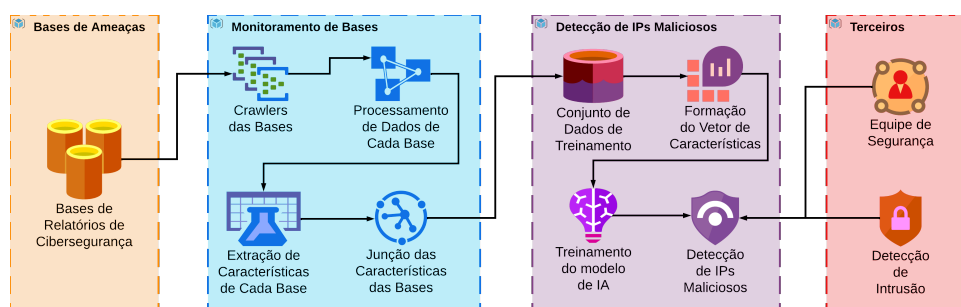 Bases de Ameaças
Bases de
Relatórios de
Cibersegurança
Monitoramento de Bases
Crawlers
das Bases
Processamento
de Dados de
Cada Base
Extração de
Características
de Cada Base
Junção das
Características
das Bases
Detecção de IPs Maliciosos
Conjunto de
Dados de
Treinamento
Formação
do Vetor de
Características
Treinamento
do modelo
de IA
Detecção
de IPs
Maliciosos
Terceiros
Equipe de
Segurança
Detecção
de
Intrusão